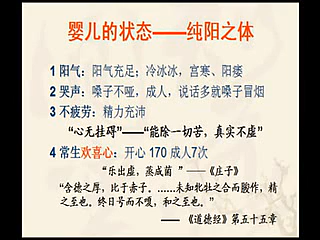 婴儿的状态——纯阳之体
1 阳气：阳气充足；冷冰冰，宫寒、阳痿
2 哭声：嗓子不哑，成人，说话多就嗓子冒烟
3 不疲劳：精力充沛
“心无挂碍”——“能除一切苦，真实不虚”
4 常生欢喜心：开心 170 成人7次
“乐出虚，蒸成菌 ”——《庄子》
“含德之厚，比于赤子。……未知牝牡之合而朘作，精
之至也。终日号而不嗄，和之至也。”
—— 《道德经》第五十五章